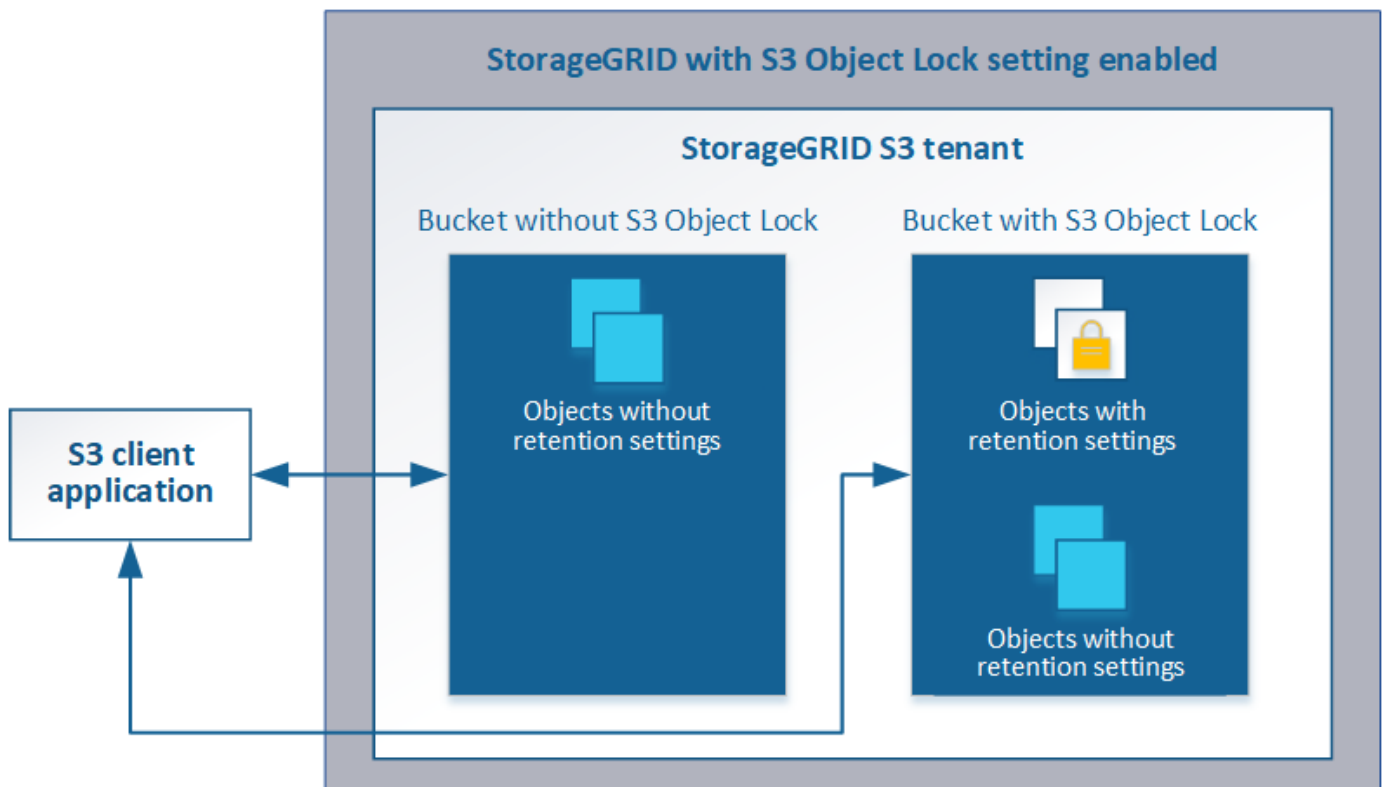 StorageGRID with S3 Object Lock setting enabled
StorageGRID S3 tenant
Bucket without S3 Object Lock
Bucket with S3 Object Lock
Objects without
retention settings
Objects with
retention settings
S3 client
application
Objects without
retention settings